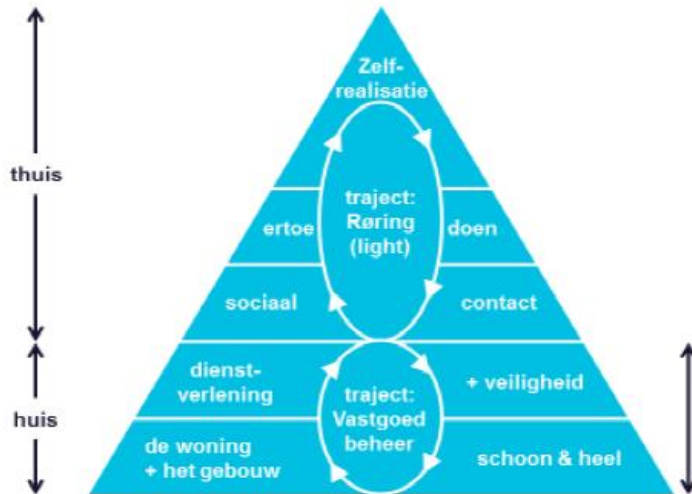 Zelf-
realisatie
thuis
traject:
Røring
(light)
ertoe
doen
sociaal
contact
dienst-
verlening
+ veiligheid
huis
traject:
Vastgoed
beheer
de woning
+ het gebouw
schoon & heel